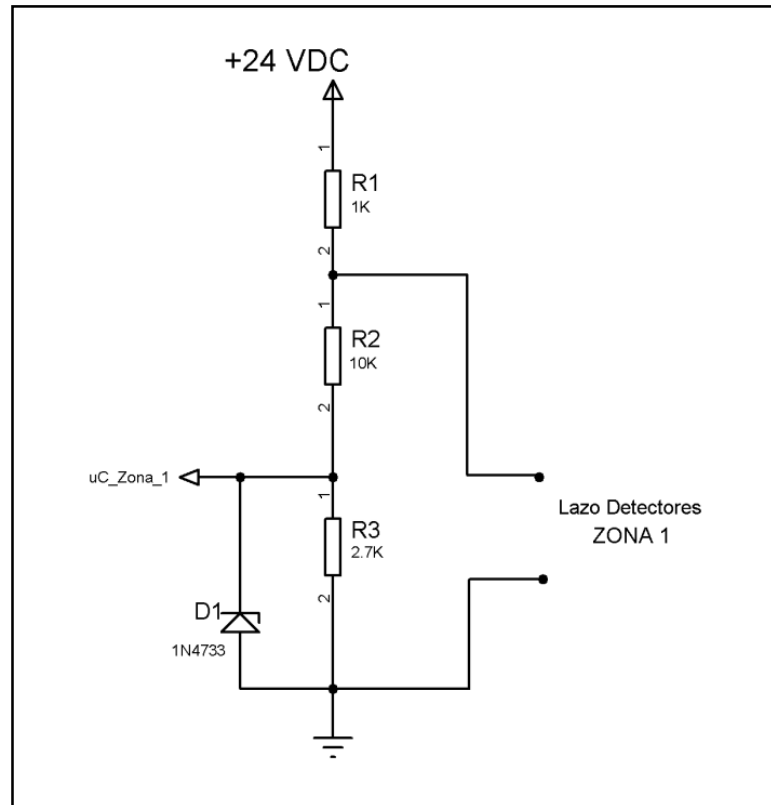 +24 VDC
1
R1
1K
2
1
R2
10K
2
uC_Zona_1
1
R3
2.7K
2
Lazo Detectores
ZONA 1
D1
1N4733